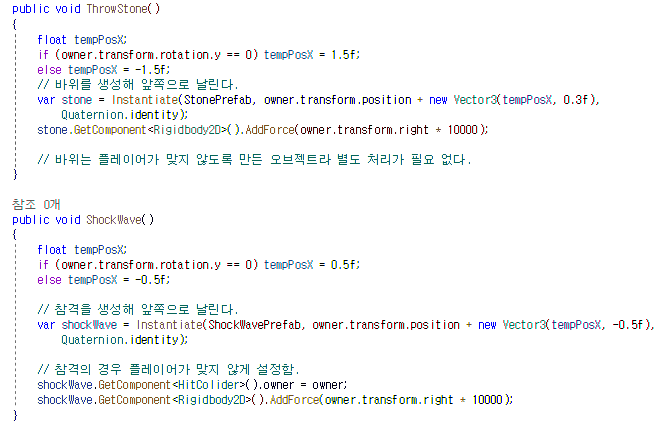 public void ThrowStone()
{
float tempPosX;
if (owner.transform.rotation.y == 0) tempPosX = 1.5f;
else tempPosX = -1.5f;
// 바위를 생성해 앞쪽으로 날린다.
var stone = Instantiate(StonePrefab, owner.transform.position + new Vector3(tempPosX, 0.3f),
Quaternion.identity);
stone.GetComponent<Rigidbody2D>().AddForce(owner.transform.right * 10000);
// 바위는 플레이어가 맞지 않도록 만든 오브젝트라 별도 처리가 필요 없다.
}
참조 0개
public void ShockWave()
{
float tempPosX;
if (owner.transform.rotation.y == 0) tempPosX = 0.5f;
else tempPosX = -0.5f;
// 참격을 생성해 앞쪽으로 날린다.
var shockWave = Instantiate(ShockWavePrefab, owner.transform.position + new Vector3(tempPosX, -0.5f),
Quaternion.identity);
// 참격의 경우 플레이어가 맞지 않게 설정함.
shockWave.GetComponent<HitColider>().owner = owner;
shockWave.GetComponent<Rigidbody2D>().AddForce(owner.transform.right * 10000);
}